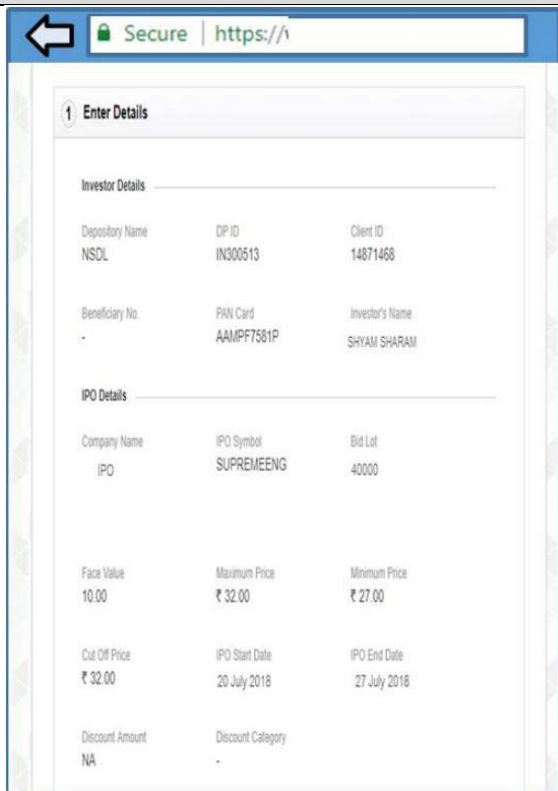 Secure | https://
1 Enter Details
Investor Details
Depository Name DP ID Client ID
NSDL IN300513 14871468
Beneficiary No. PAN Card Investor's Name
- AAMPF7581P SHYAM SHARAM
IPO Details
Company Name IPO Symbol Bid Lot
IPO SUPREMEENG 40000
Face Value Maximum Price Minimum Price
10.00 ₹ 32.00 ₹ 27.00
Cut Off Price IPO Start Date IPO End Date
₹ 32.00 20 July 2018 27 July 2018
Discount Amount Discount Category
NA -